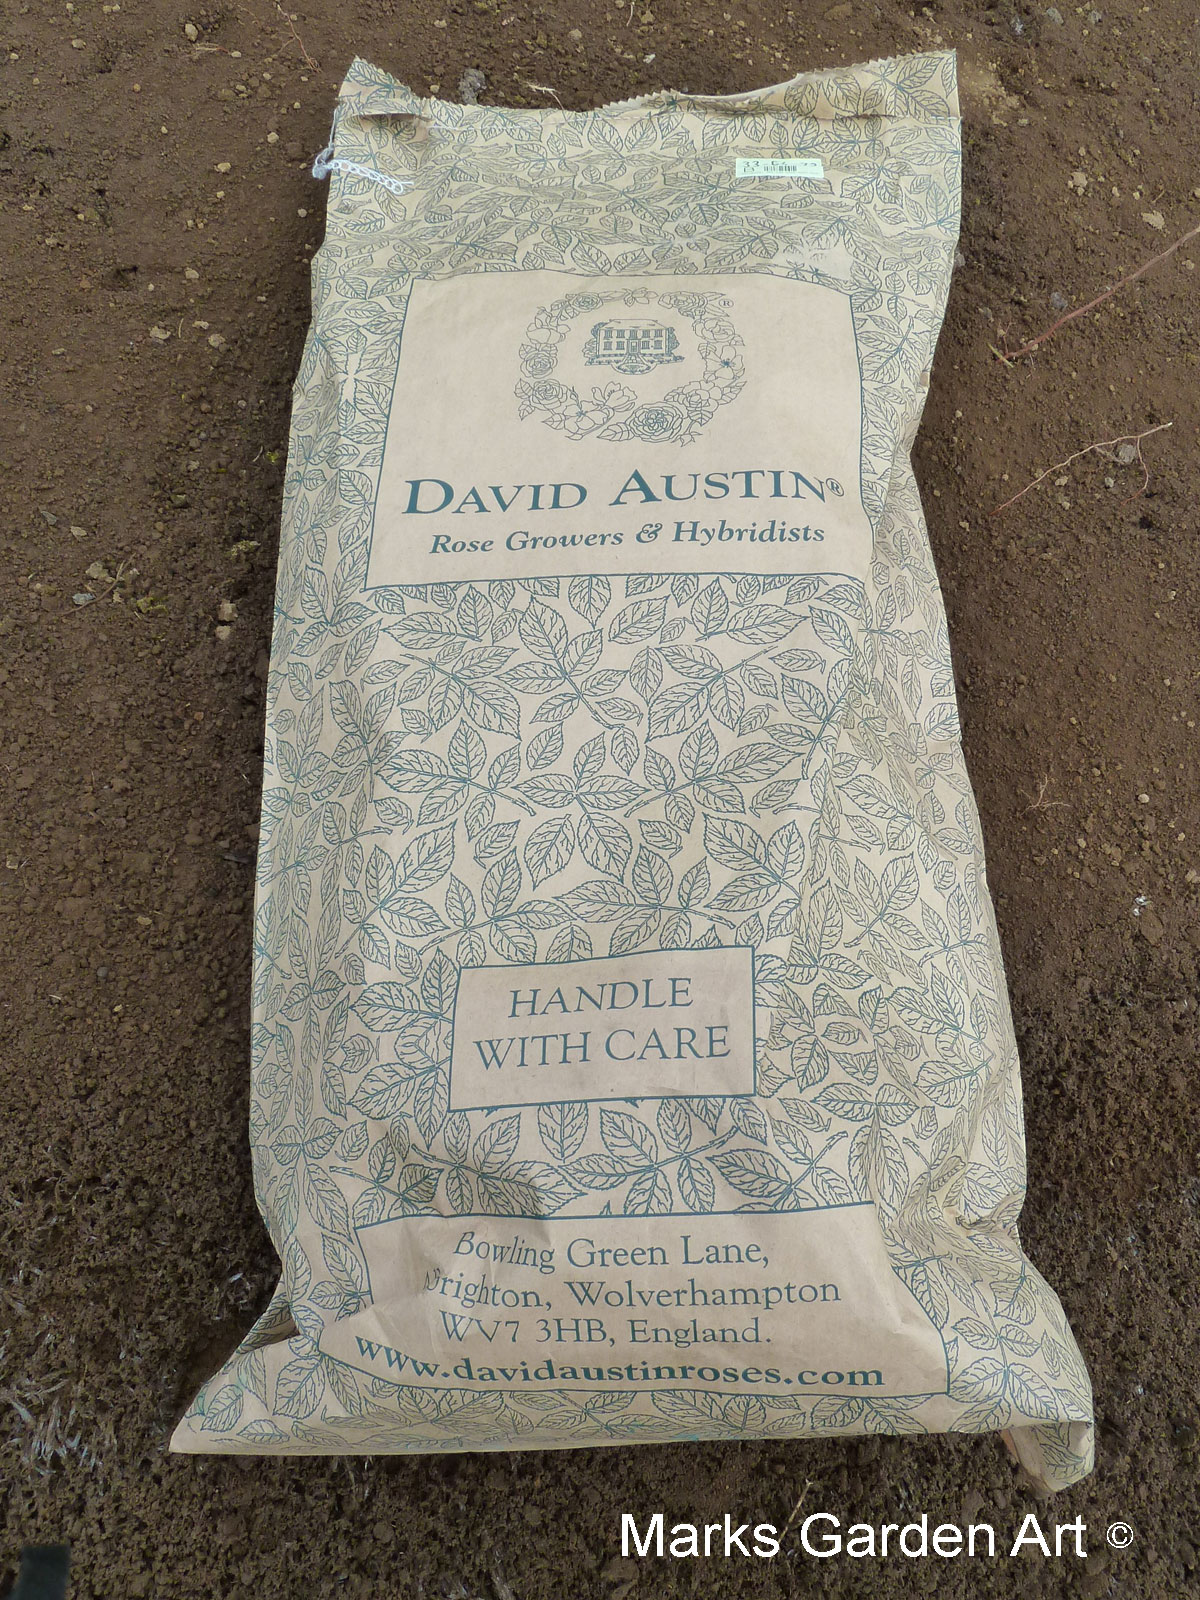 ®
DAVID AUSTIN®
Rose Growers & Hybridists
HANDLE
WITH CARE
Bowling Green Lane,
Wolverhampton
WV7 3HB, England.
www.davidaustinroses.com
Marks Garden Art ©